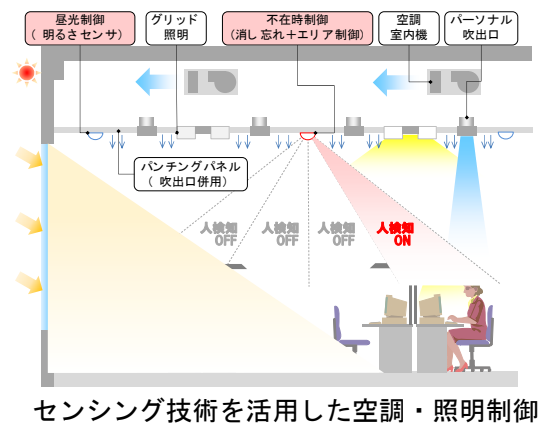 昼光制御
(明るさセンサ)
グリッド
照明
不在時制御
(消し忘れ+エリア制御)
空調
室内機
パーソナル
吹出口
パンチングパネル
(吹出口併用)
人検知
OFF
人検知
OFF
人検知
OFF
人検知
ON
センシング技術を活用した空調・照明制御